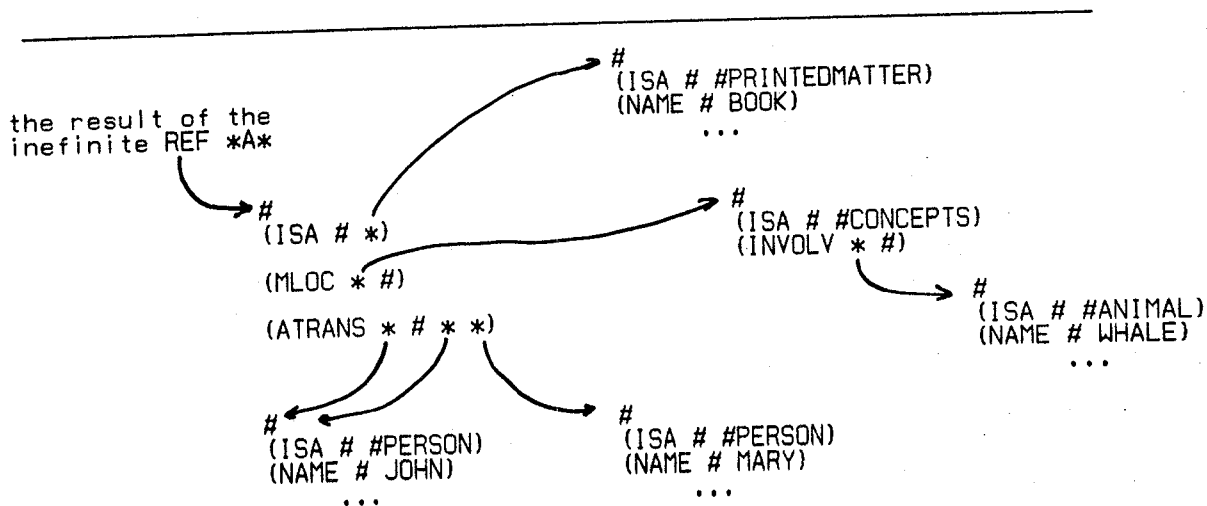 #
(ISA # #PRINTEDMATTER)
(NAME # BOOK)
...
the result of the
inefinite REF *A*
#
(ISA # *)
(MLOC * #)
(ATRANS * # * *)
#
(ISA # #CONCEPTS)
(INVOLV * #)
#
(ISA # #ANIMAL)
(NAME # WHALE)
...
#
(ISA # #PERSON)
(NAME # JOHN)
...
#
(ISA # #PERSON)
(NAME # MARY)
...